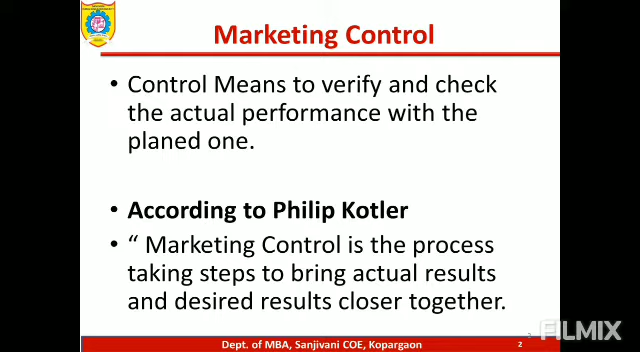 Marketing Control
• Control Means to verify and check
the actual performance with the
planed one.
• According to Philip Kotler
• “ Marketing Control is the process
taking steps to bring actual results
and desired results closer together.
Dept. of MBA, Sanjivani COE, Kopargaon
2
FILMIX